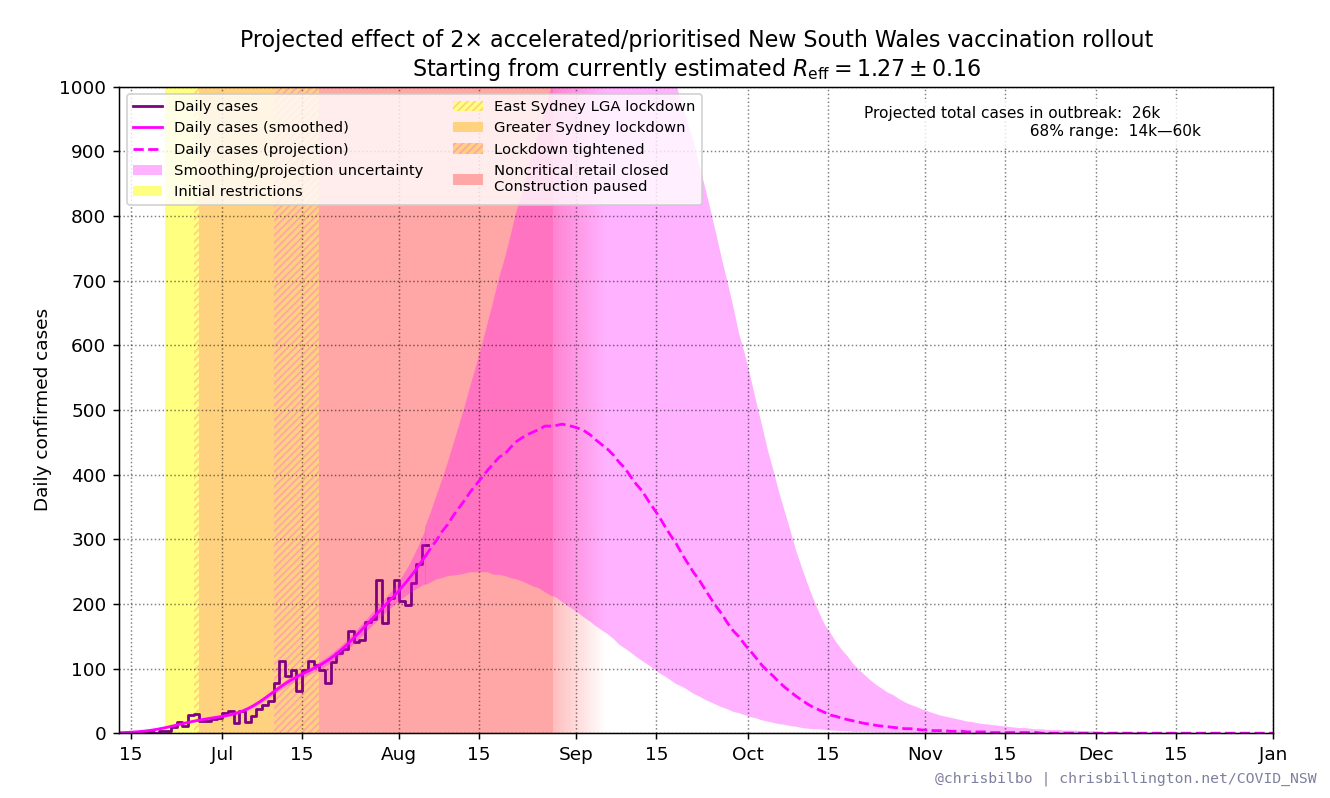 Projected effect of 2× accelerated/prioritised New South Wales vaccination rollout
Starting from currently estimated R_eff = 1.27 ± 0.16
Daily cases
Daily cases (smoothed)
Daily cases (projection)
Smoothing/projection uncertainty
Initial restrictions
East Sydney LGA lockdown
Greater Sydney lockdown
Lockdown tightened
Noncritical retail closed
Construction paused
Projected total cases in outbreak: 26k
68% range: 14k—60k
Daily confirmed cases
1000
900
800
700
600
500
400
300
200
100
0
15 Jul 15 Aug 15 Sep 15 Oct 15 Nov 15 Dec 15 Jan
@chrisbilbo | chrisbillington.net/COVID_NSW